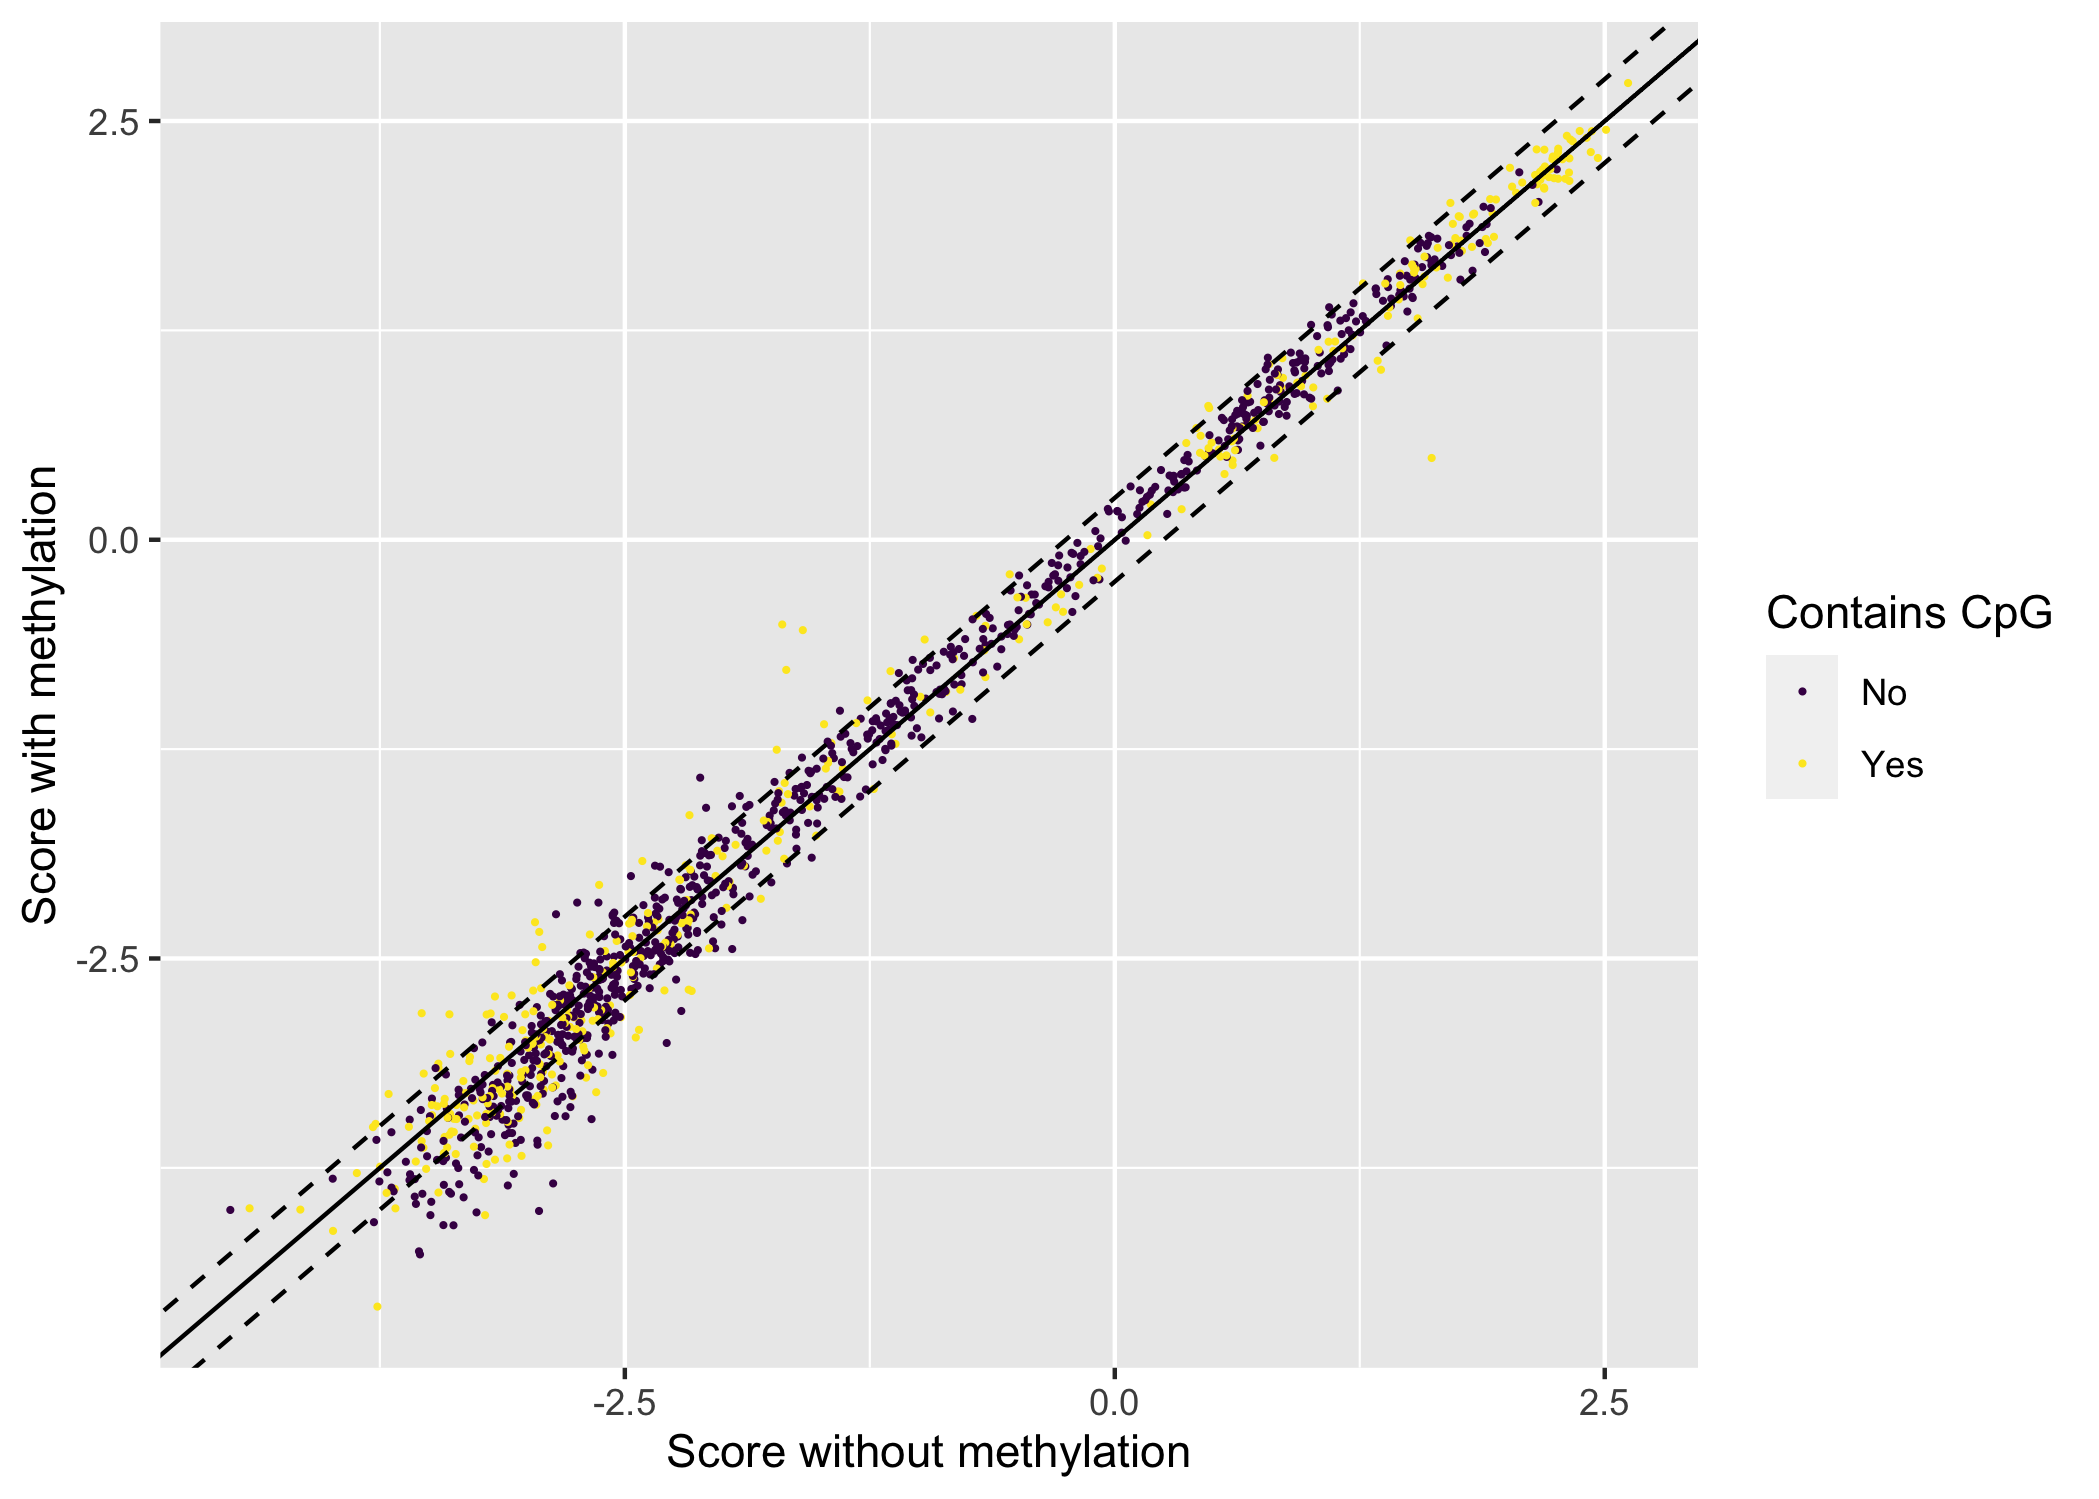 2.5
0.0
-2.5
Score with methylation
-2.5
0.0
2.5
Score without methylation
Contains CpG
No
Yes